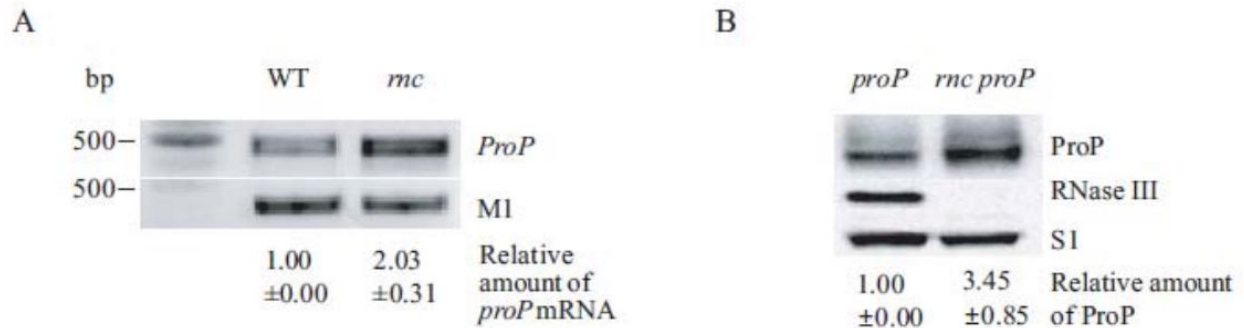 A
B
bp WT rnc
proP rnc proP
500– ProP
ProP
500– M1
RNase III
S1
1.00 2.03 Relative
±0.00 ±0.31 amount of
proP mRNA
1.00 3.45 Relative amount
±0.00 ±0.85 of ProP